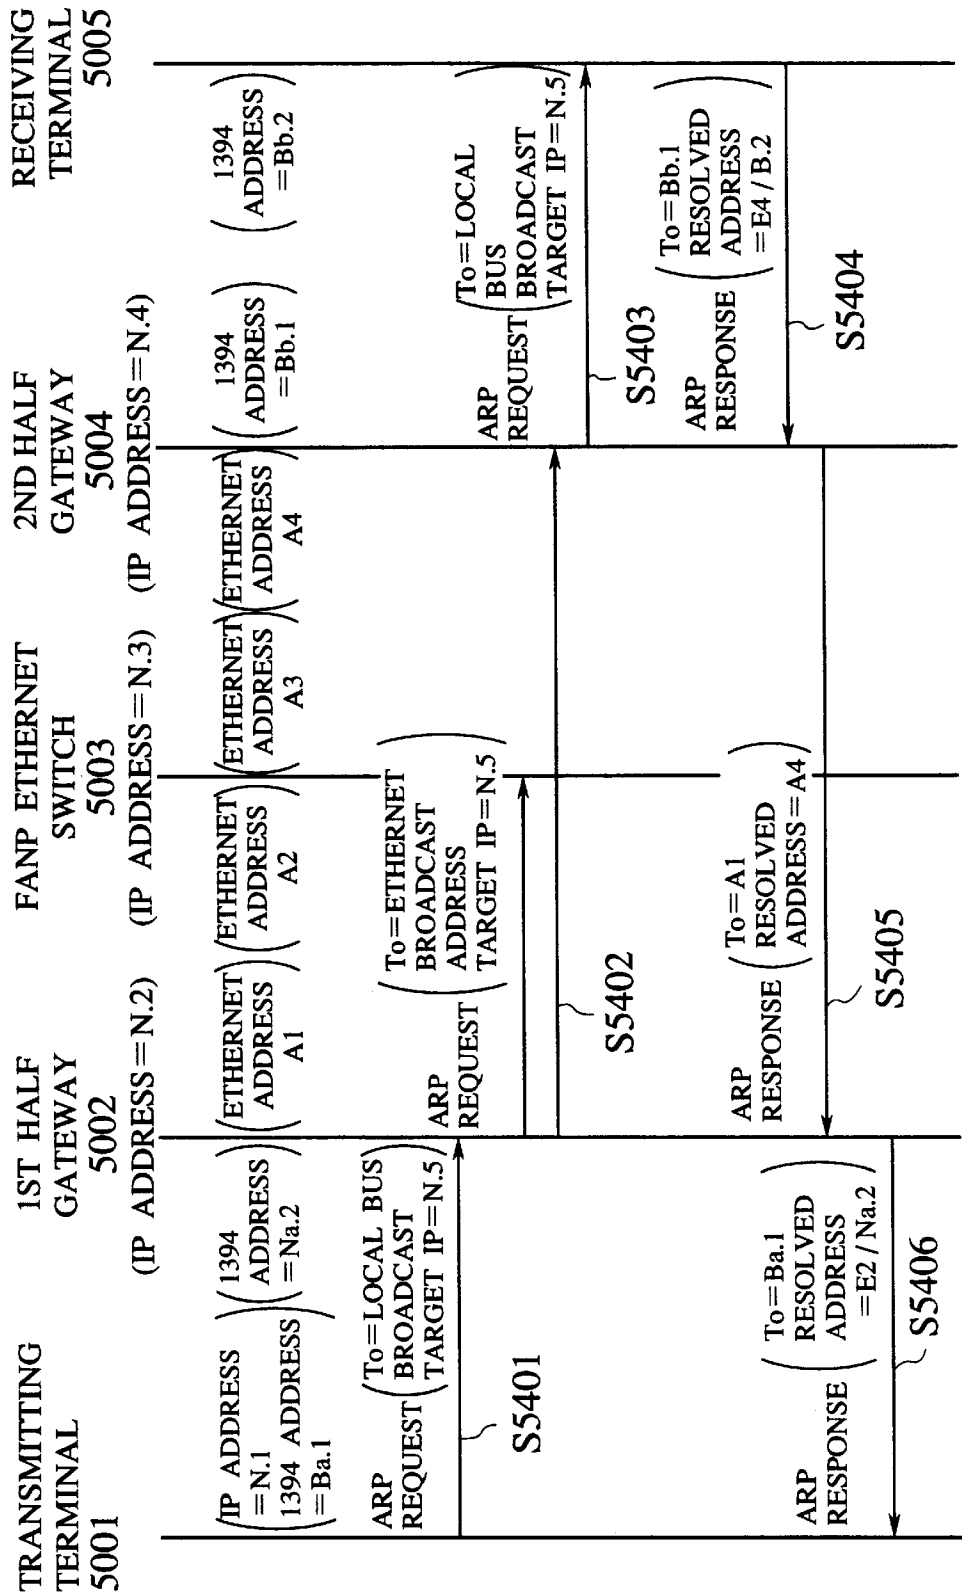 TRANSMITTING
TERMINAL
5001
1ST HALF
GATEWAY
5002
(IP ADDRESS=N.2)
FANP ETHERNET
SWITCH
5003
(IP ADDRESS=N.3)
2ND HALF
GATEWAY
5004
(IP ADDRESS=N.4)
RECEIVING
TERMINAL
5005
(IP ADDRESS
=N.1
1394 ADDRESS
=Ba.1)
(1394
ADDRESS
=Na.2)
(ETHERNET
ADDRESS
A1)
(ETHERNET
ADDRESS
A2)
(ETHERNET
ADDRESS
A3)
(ETHERNET
ADDRESS
A4)
(1394
ADDRESS
=Bb.1)
(1394
ADDRESS
=Bb.2)
ARP
REQUEST
(To=LOCAL BUS
BROADCAST
TARGET IP=N.5)
S5401
ARP
REQUEST
(To=ETHERNET
BROADCAST
ADDRESS
TARGET IP=N.5)
S5402
ARP
REQUEST
(To=LOCAL
BUS
BROADCAST
TARGET IP=N.5)
S5403
ARP
RESPONSE
(To=Bb.1
RESOLVED
ADDRESS
=E4/B.2)
S5404
ARP
RESPONSE
(To=A1
RESOLVED
ADDRESS=A4)
S5405
ARP
RESPONSE
(To=Ba.1
RESOLVED
ADDRESS
=E2/Na.2)
S5406